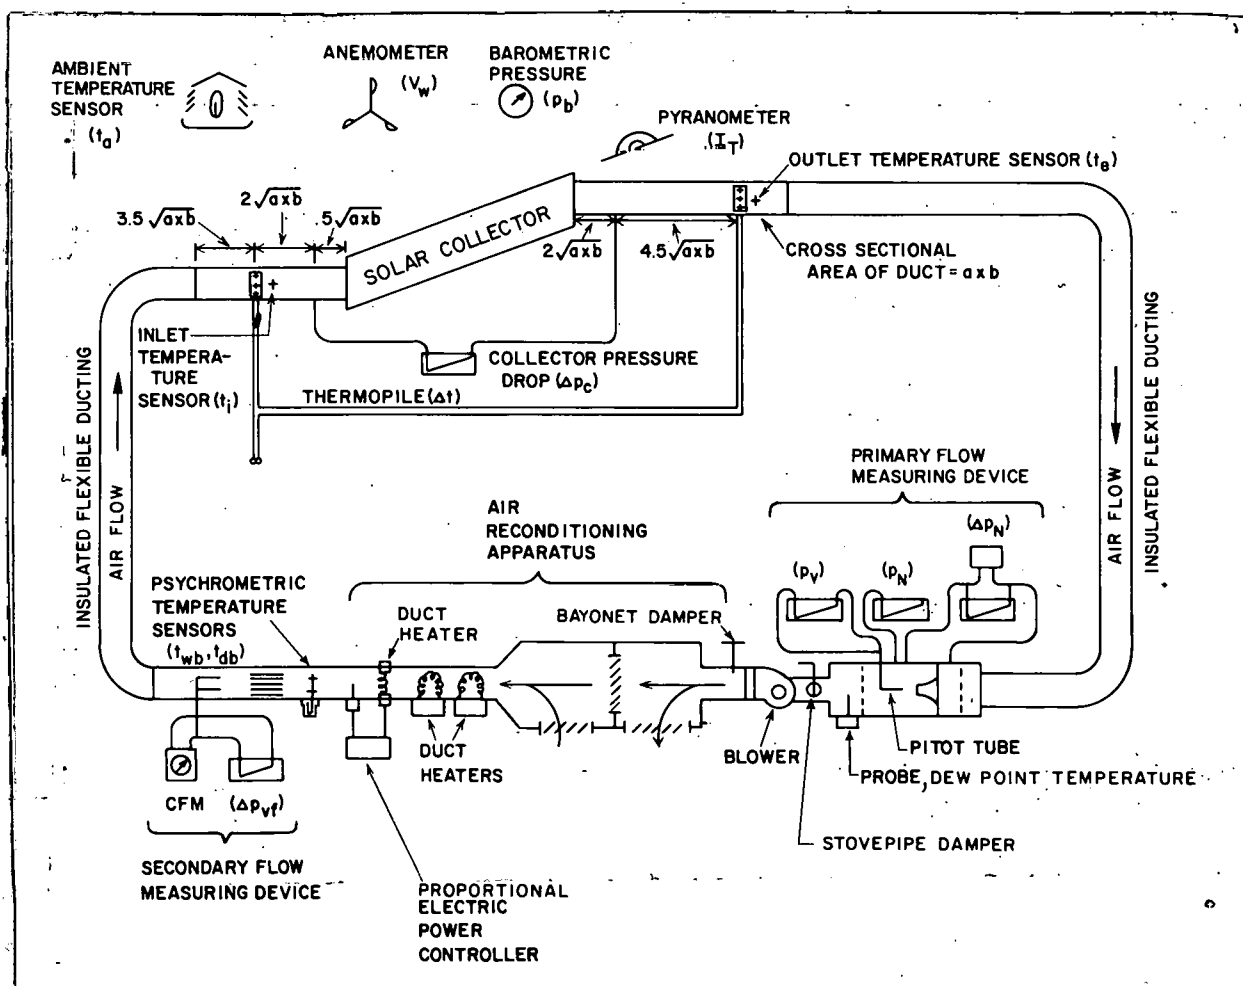 AMBIENT
TEMPERATURE
SENSOR
(ta)
ANEMOMETER
(Vw)
BAROMETRIC
PRESSURE
(pb)
PYRANOMETER
(IT)
OUTLET TEMPERATURE SENSOR (te)
3.5 √axb
2√axb
.5√axb
SOLAR COLLECTOR
2√axb
4.5√axb
CROSS SECTIONAL
AREA OF DUCT = axb
INLET
TEMPERA-
TURE
SENSOR (ti)
COLLECTOR PRESSURE
DROP (Δpc)
THERMOPILE (Δt)
INSULATED FLEXIBLE DUCTING
AIR FLOW
AIR FLOW
INSULATED FLEXIBLE DUCTING
PRIMARY FLOW
MEASURING DEVICE
(pV)
(pN)
(ΔpN)
AIR
RECONDITIONING
APPARATUS
PSYCHROMETRIC
TEMPERATURE
SENSORS
(twb, tdb)
DUCT
HEATER
BAYONET DAMPER
DUCT
HEATERS
BLOWER
PITOT TUBE
PROBE, DEW POINT TEMPERATURE
STOVEPIPE DAMPER
CFM
(Δpvf)
SECONDARY FLOW
MEASURING DEVICE
PROPORTIONAL
ELECTRIC
POWER
CONTROLLER